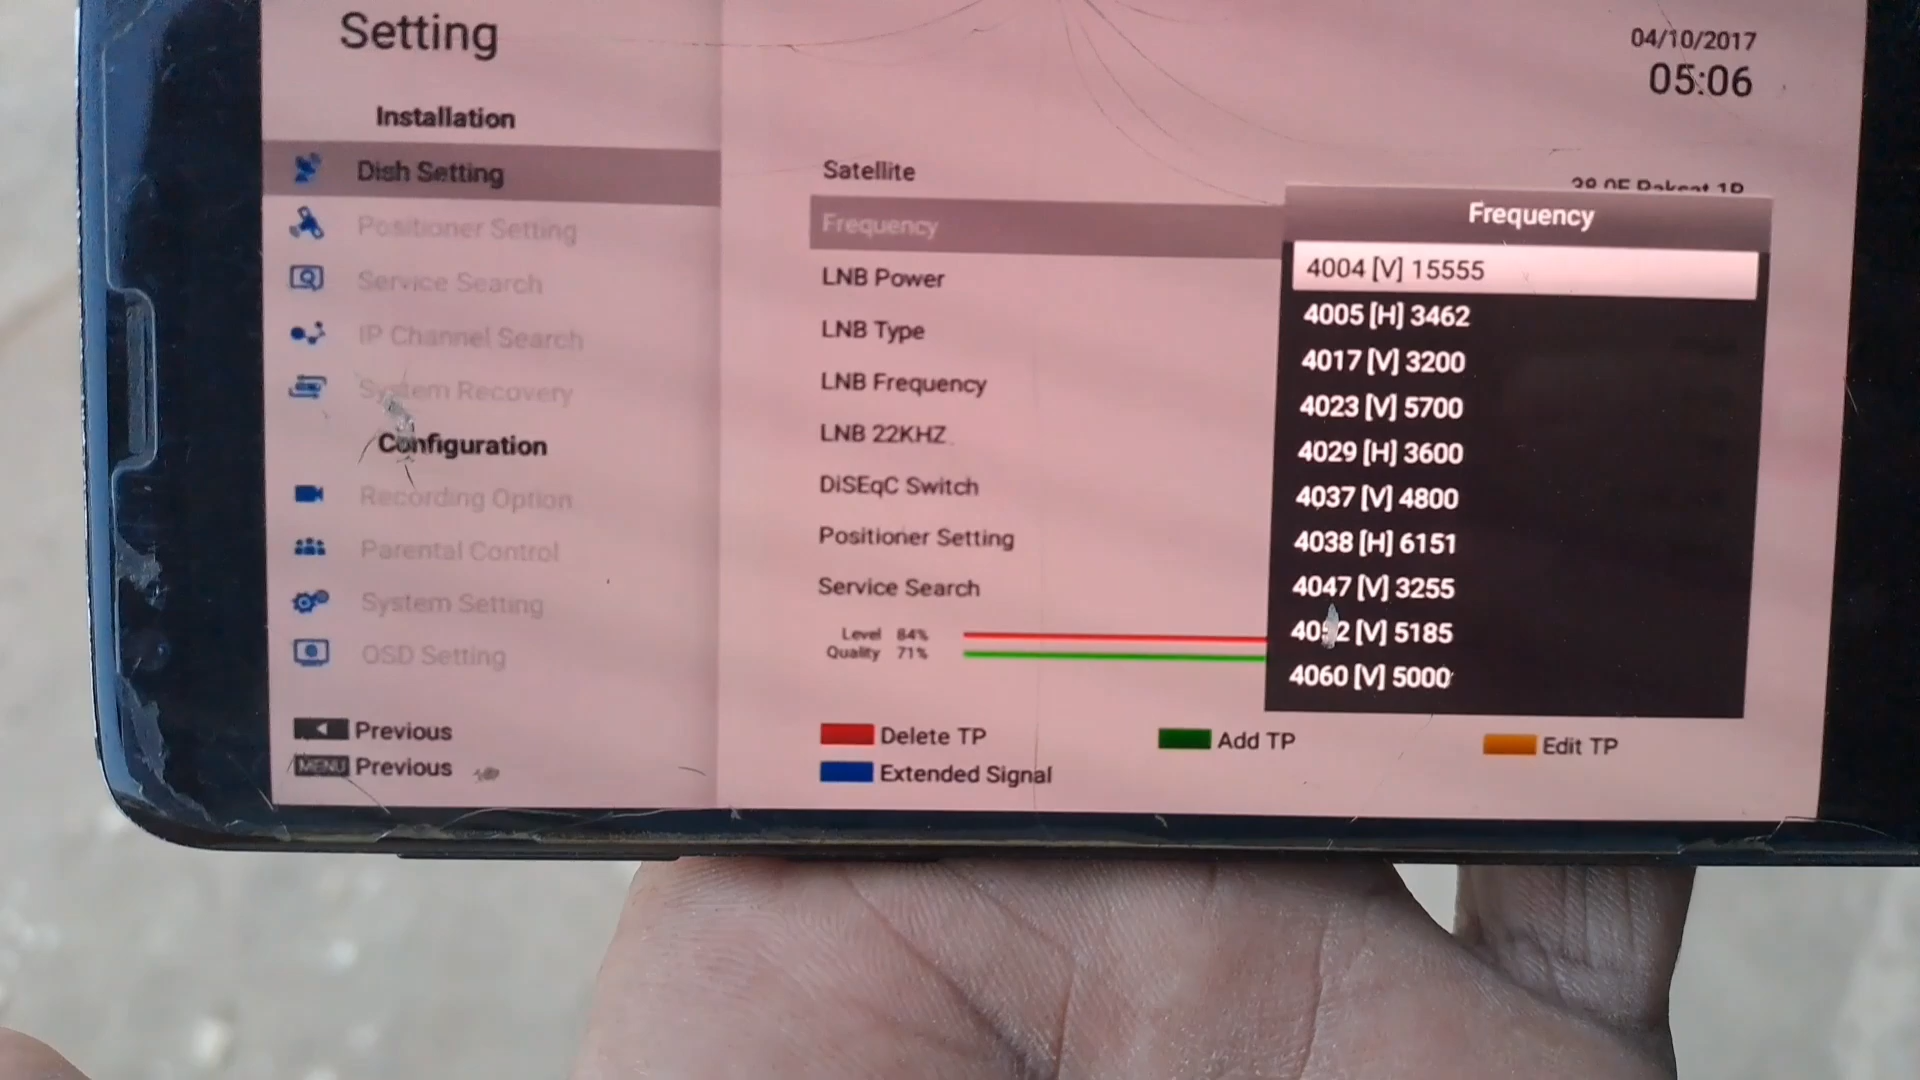 Setting
04/10/2017
05:06
Installation
Dish Setting
Positioner Setting
Service Search
IP Channel Search
System Recovery
Configuration
Recording Option
Parental Control
System Setting
OSD Setting
Previous
MENU Previous
Satellite
Frequency
LNB Power
LNB Type
LNB Frequency
LNB 22KHZ
DiSEqC Switch
Positioner Setting
Service Search
Level 84%
Quality 71%
Frequency
4004 [V] 15555
4005 [H] 3462
4017 [V] 3200
4023 [V] 5700
4029 [H] 3600
4037 [V] 4800
4038 [H] 6151
4047 [V] 3255
[V] 5185
4060 [V] 5000
Delete TP
Add TP
Edit TP
Extended Signal